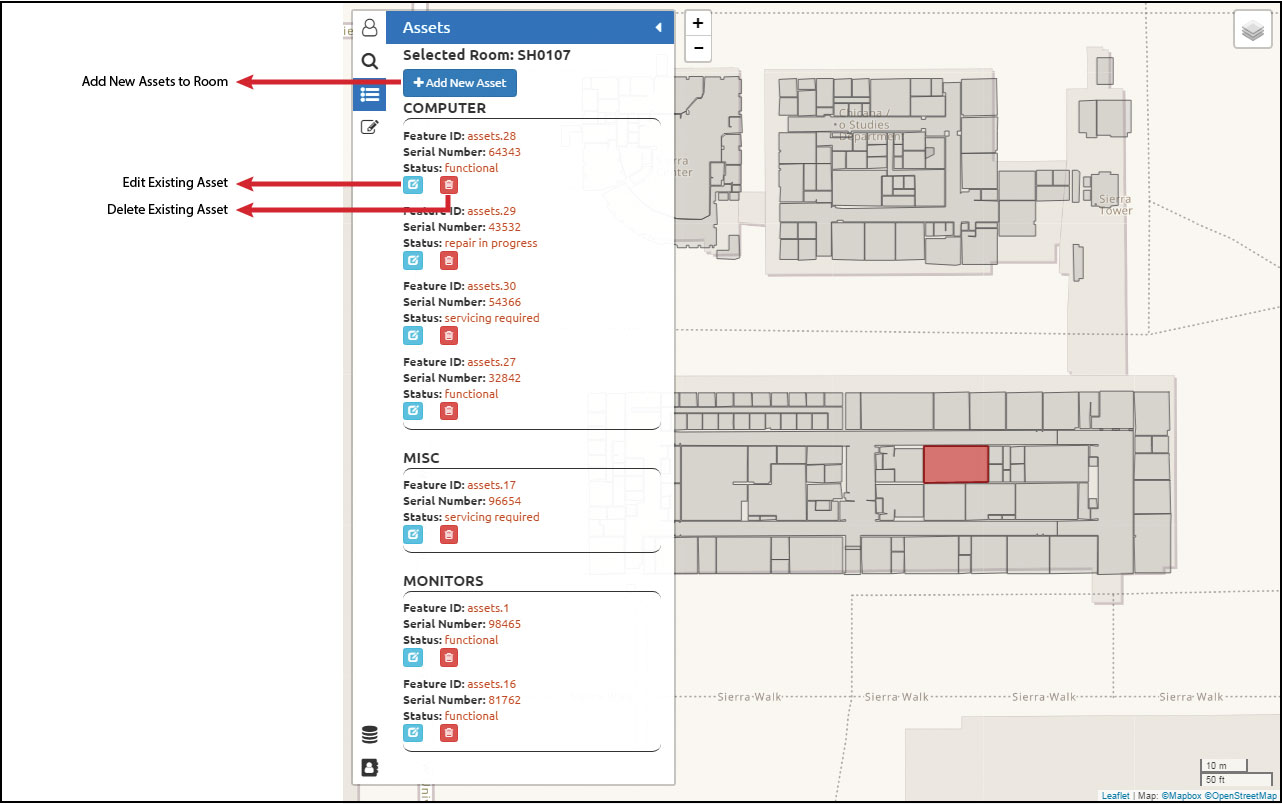 Add New Assets to Room
Edit Existing Asset
Delete Existing Asset
Assets
Selected Room: SH0107
Add New Asset
COMPUTER
Feature ID: assets.28
Serial Number: 64343
Status: functional
Feature ID: assets.29
Serial Number: 43532
Status: repair in progress
Feature ID: assets.30
Serial Number: 54366
Status: servicing required
Feature ID: assets.27
Serial Number: 32842
Status: functional
MISC
Feature ID: assets.17
Serial Number: 96654
Status: servicing required
MONITORS
Feature ID: assets.1
Serial Number: 98465
Status: functional
Feature ID: assets.16
Serial Number: 81762
Status: functional
+
−
Chicana /
o Studies
Department
Sierra
Tower
Sierra Walk
Sierra Walk
Sierra Walk
Sierra Walk
10 m
50 ft
Leaflet | Map: ©Mapbox ©OpenStreetMap